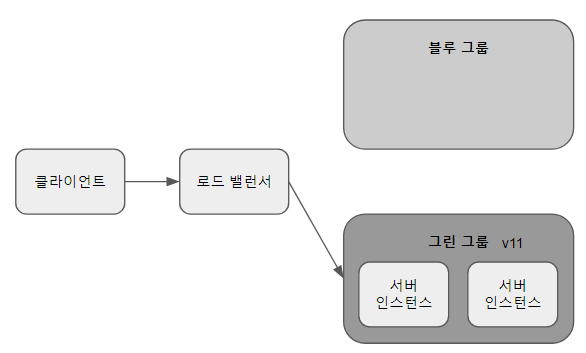 블루 그룹
클라이언트
로드 밸런서
그린 그룹 v11
서버
인스턴스
서버
인스턴스